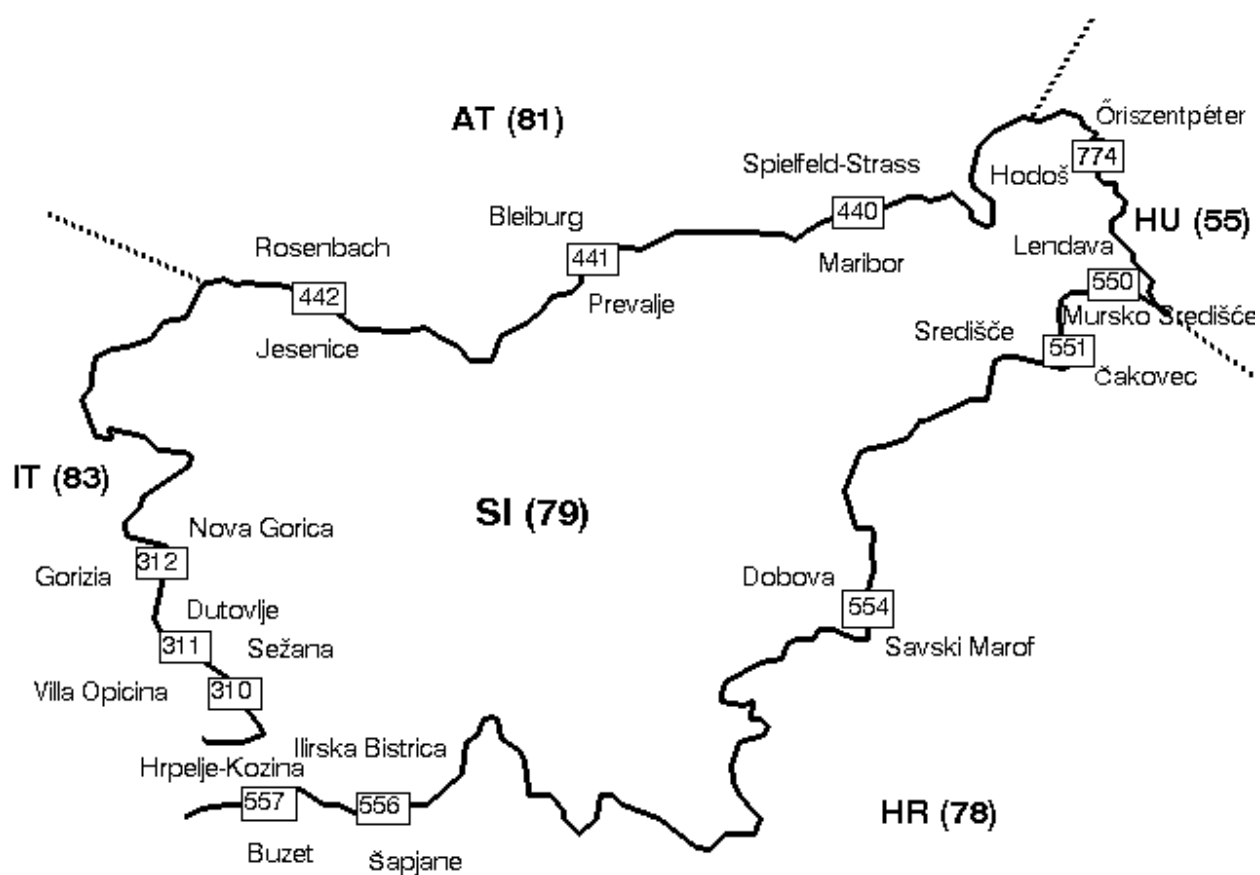 AT (81)
Őriszentpéter
774
Hodoš
Spielfeld-Strass
440
HU (55)
Bleiburg
441
Rosenbach
Lendava
Maribor
550
442
Prevalje
Mursko Središće
Središče
551
Jesenice
Čakovec
IT (83)
SI (79)
Nova Gorica
312
Gorizia
Dobova
554
Dutovlje
311
Sežana
Savski Marof
Villa Opicina
310
Ilirska Bistrica
Hrpelje-Kozina
557
556
HR (78)
Buzet
Šapjane